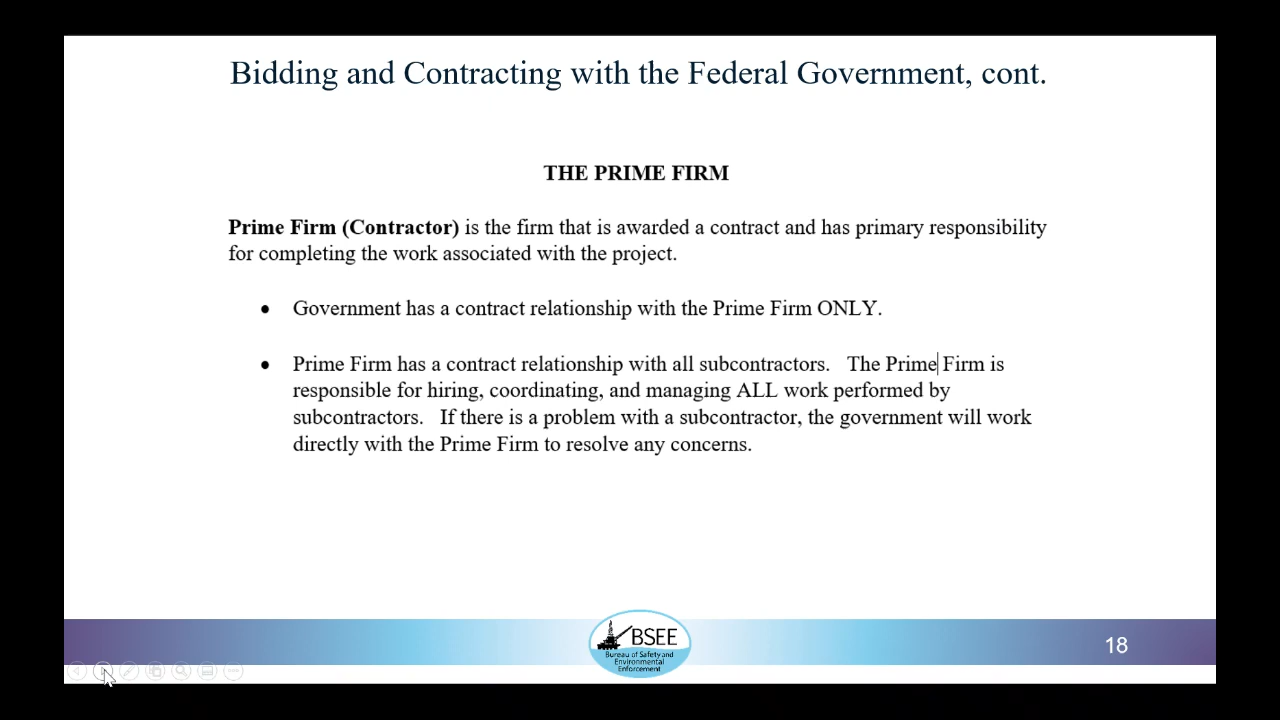 Bidding and Contracting with the Federal Government, cont.
THE PRIME FIRM
Prime Firm (Contractor) is the firm that is awarded a contract and has primary responsibility
for completing the work associated with the project.
• Government has a contract relationship with the Prime Firm ONLY.
• Prime Firm has a contract relationship with all subcontractors. The Prime Firm is
responsible for hiring, coordinating, and managing ALL work performed by
subcontractors. If there is a problem with a subcontractor, the government will work
directly with the Prime Firm to resolve any concerns.
BSEE
Bureau of Safety and
Environmental
Enforcement
18